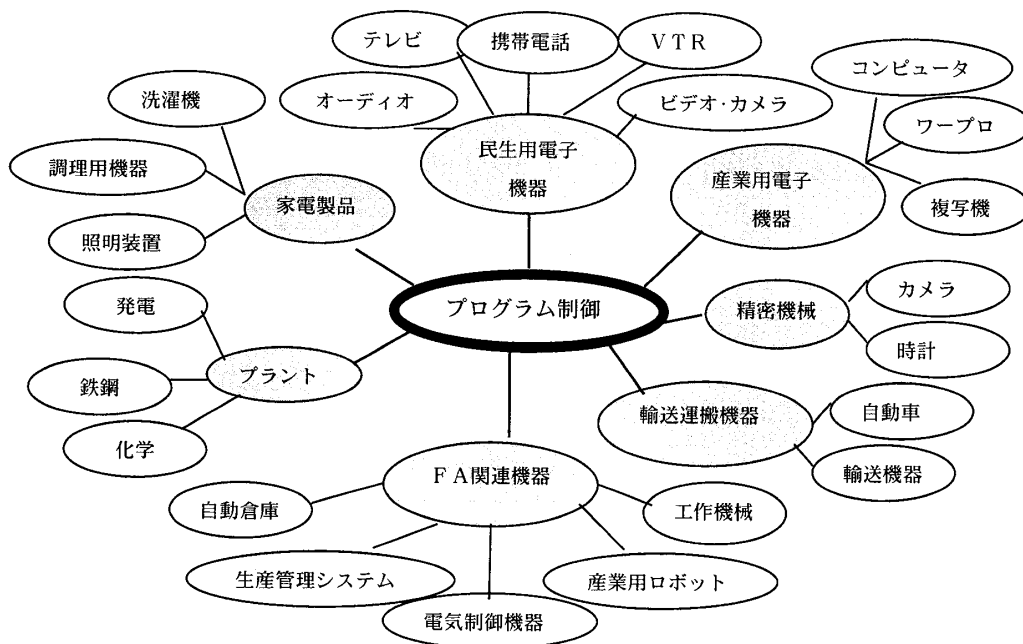 テレビ
携帯電話
ＶＴＲ
オーディオ
ビデオ・カメラ
民生用電子
機器
コンピュータ
ワープロ
複写機
産業用電子
機器
洗濯機
調理用機器
照明装置
家電製品
プログラム制御
精密機械
カメラ
時計
発電
鉄鋼
化学
プラント
輸送運搬機器
自動車
輸送機器
ＦＡ関連機器
自動倉庫
生産管理システム
電気制御機器
産業用ロボット
工作機械